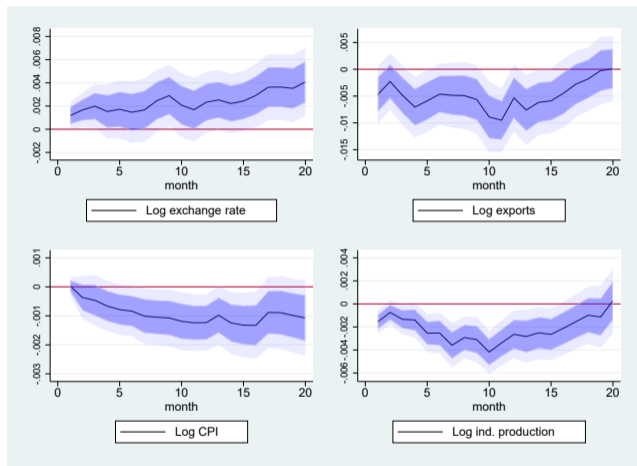 .008
.006
.004
.002
0
-.002
0 5 10 15 20
month
Log exchange rate
.005
0
-.005
-.01
-.015
0 5 10 15 20
month
Log exports
.001
0
-.001
-.002
-.003
0 5 10 15 20
month
Log CPI
.004
.002
0
-.002
-.004
-.006
0 5 10 15 20
month
Log ind. production